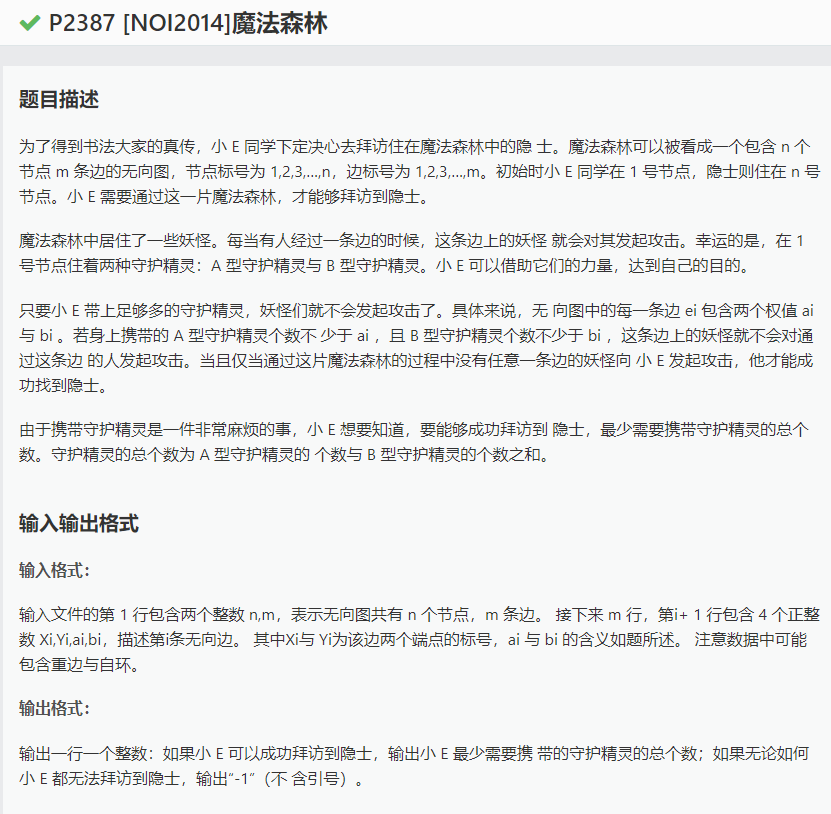 P2387 [NOI2014]魔法森林
题目描述
为了得到书法大家的真传，小 E 同学下定决心去拜访住在魔法森林中的隐 士。魔法森林可以被看成一个包含 n 个
节点 m 条边的无向图，节点标号为 1,2,3,…,n，边标号为 1,2,3,…,m。初始时小 E 同学在 1 号节点，隐士则住在 n 号
节点。小 E 需要通过这一片魔法森林，才能够拜访到隐士。
魔法森林中居住了一些妖怪。每当有人经过一条边的时候，这条边上的妖怪 就会对其发起攻击。幸运的是，在 1
号节点住着两种守护精灵：A 型守护精灵与 B 型守护精灵。小 E 可以借助它们的力量，达到自己的目的。
只要小 E 带上足够多的守护精灵，妖怪们就不会发起攻击了。具体来说，无 向图中的每一条边 ei 包含两个权值 ai
与 bi 。若身上携带的 A 型守护精灵个数不 少于 ai ，且 B 型守护精灵个数不少于 bi ，这条边上的妖怪就不会对通
过这条边 的人发起攻击。当且仅当通过这片魔法森林的过程中没有任意一条边的妖怪向 小 E 发起攻击，他才能成
功找到隐士。
由于携带守护精灵是一件非常麻烦的事，小 E 想要知道，要能够成功拜访到 隐士，最少需要携带守护精灵的总个
数。守护精灵的总个数为 A 型守护精灵的 个数与 B 型守护精灵的个数之和。
输入输出格式
输入格式：
输入文件的第 1 行包含两个整数 n,m，表示无向图共有 n 个节点，m 条边。 接下来 m 行，第i+ 1 行包含 4 个正整
数 Xi,Yi,ai,bi，描述第i条无向边。 其中Xi与 Yi为该边两个端点的标号，ai 与 bi 的含义如题所述。 注意数据中可能
包含重边与自环。
输出格式：
输出一行一个整数：如果小 E 可以成功拜访到隐士，输出小 E 最少需要携 带的守护精灵的总个数；如果无论如何
小 E 都无法拜访到隐士，输出“-1”（不 含引号）。